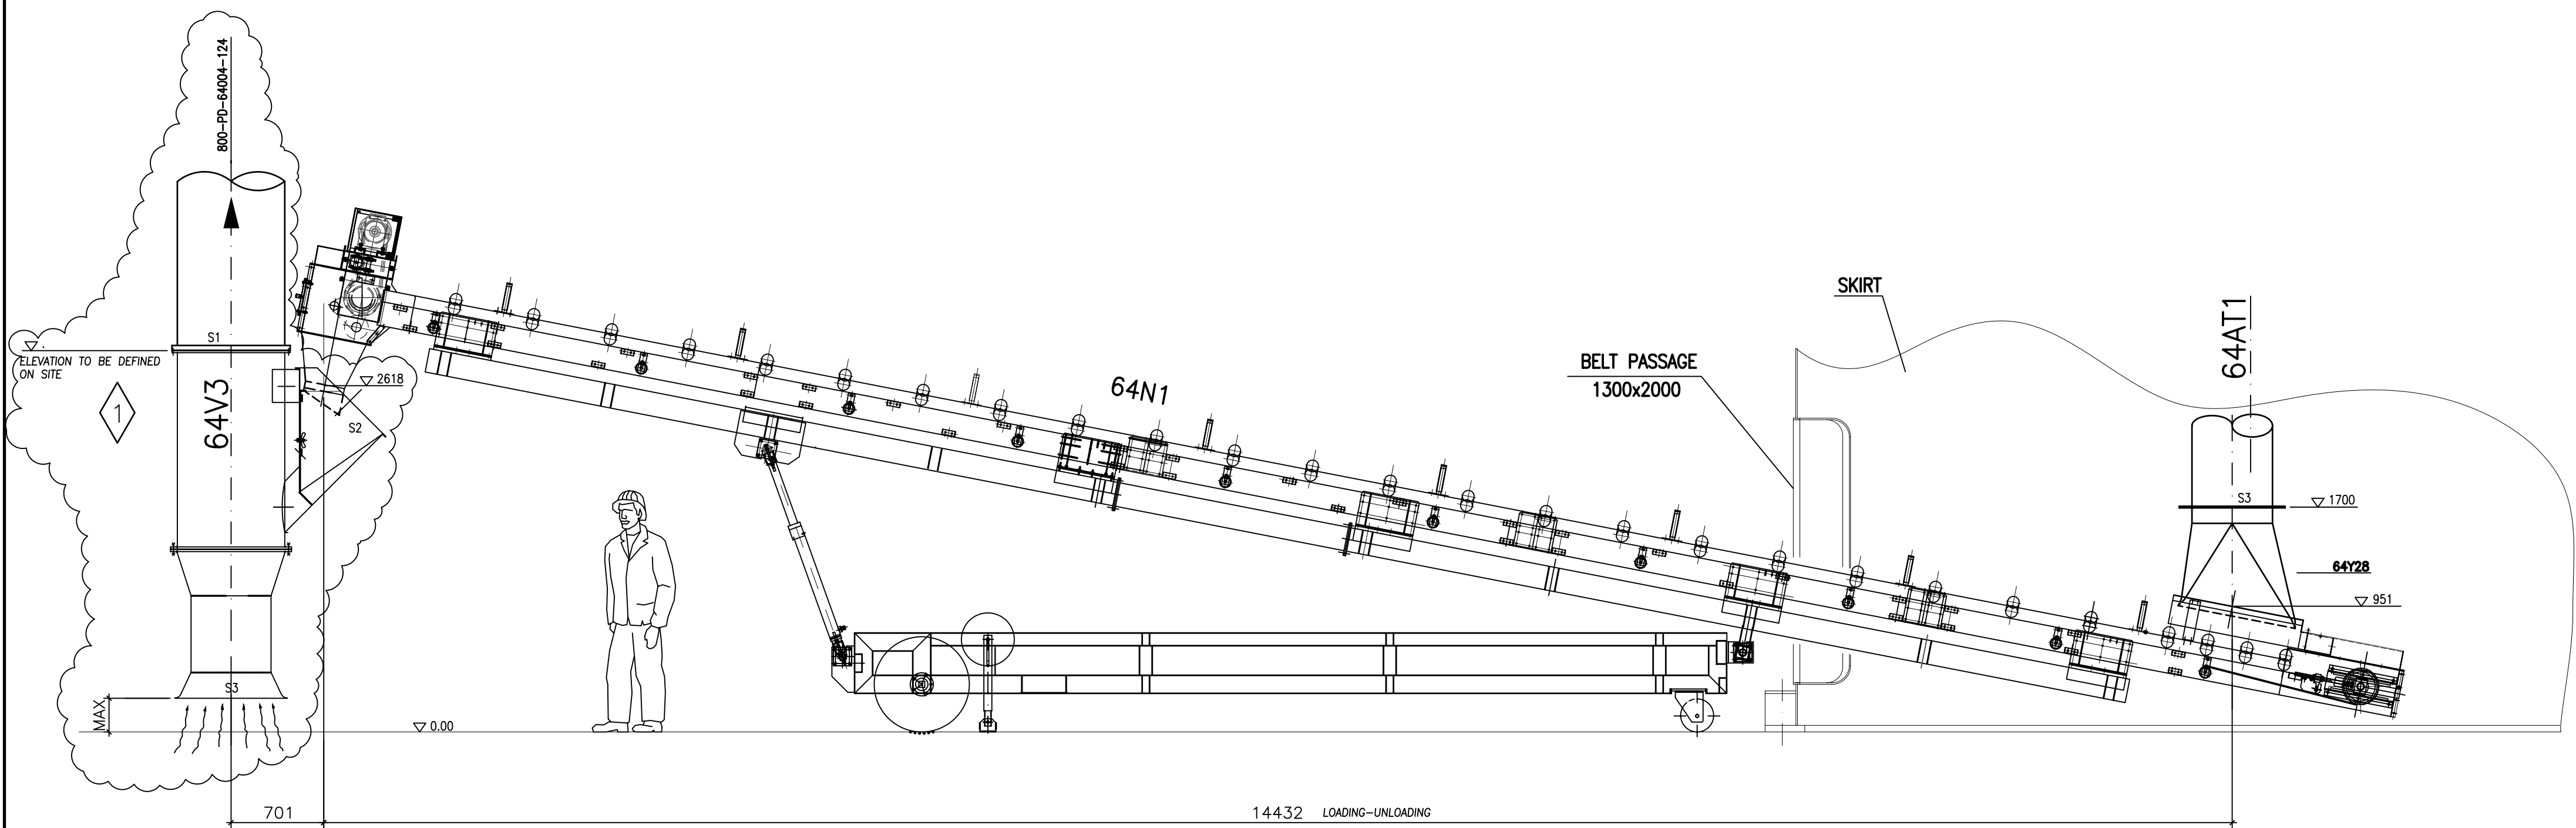 800-PD-64004-124
S1
ELEVATION TO BE DEFINED
ON SITE
1
64V3
2618
S2
S3
MAX
0.00
64N1
BELT PASSAGE
1300x2000
SKIRT
64AT1
S3
1700
64Y28
951
701
14432 LOADING-UNLOADING